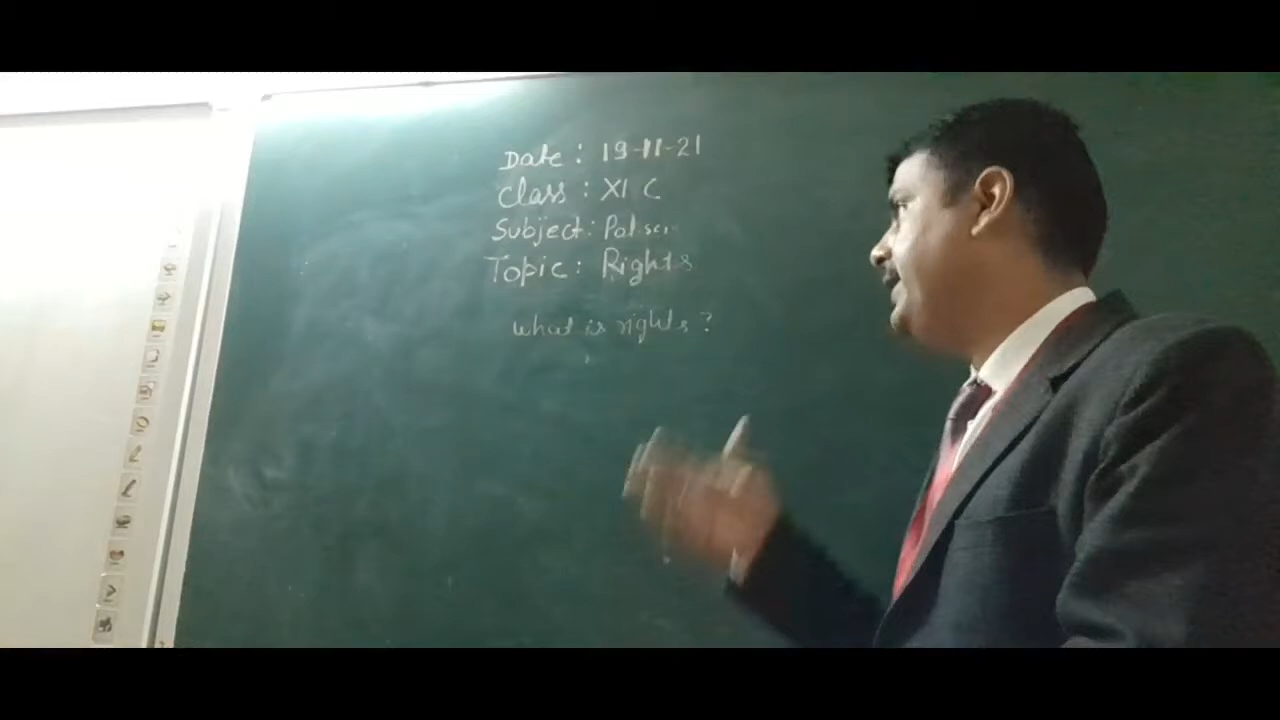 Date : 19-11-21
Class : XI C
Subject : Pol. sci
Topic : Rights
What is rights ?